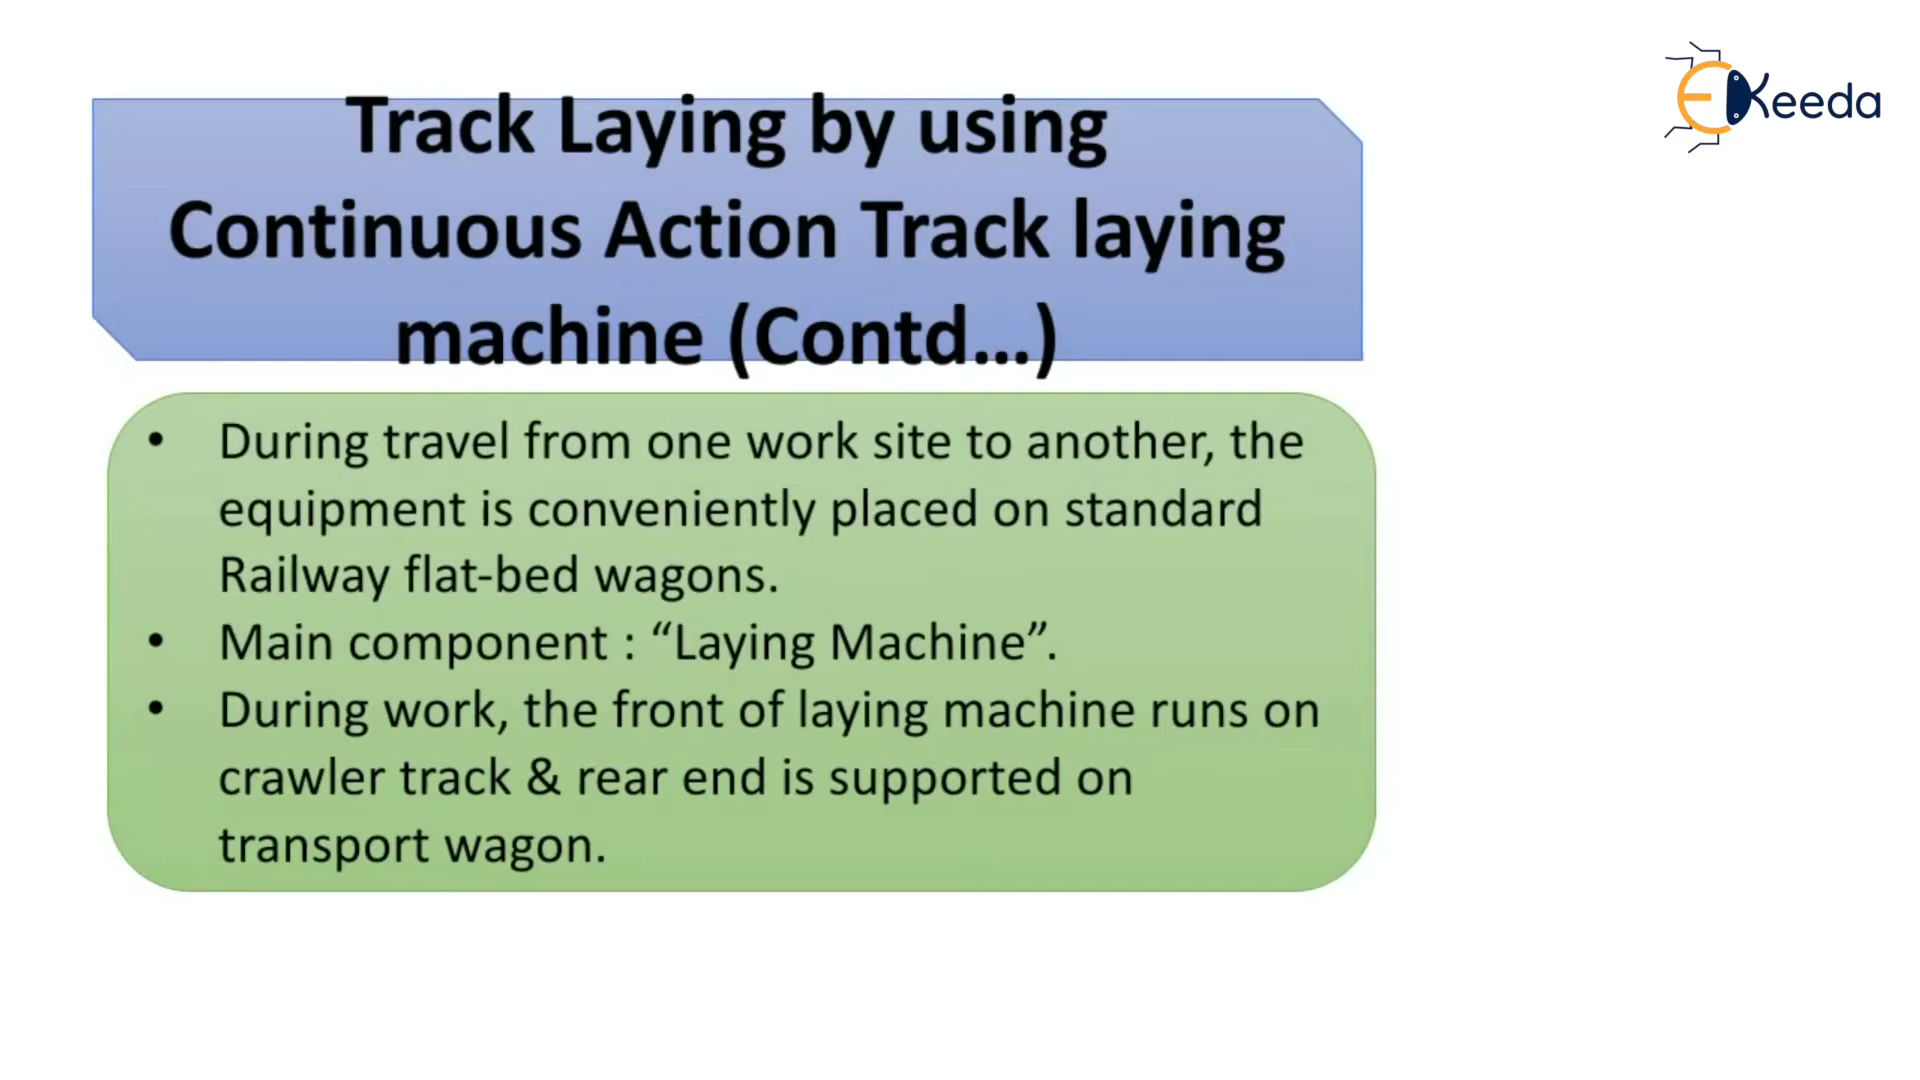 Track Laying by using
Continuous Action Track laying
machine (Contd...)
EKeeda
• During travel from one work site to another, the
equipment is conveniently placed on standard
Railway flat-bed wagons.
• Main component : “Laying Machine”.
• During work, the front of laying machine runs on
crawler track & rear end is supported on
transport wagon.